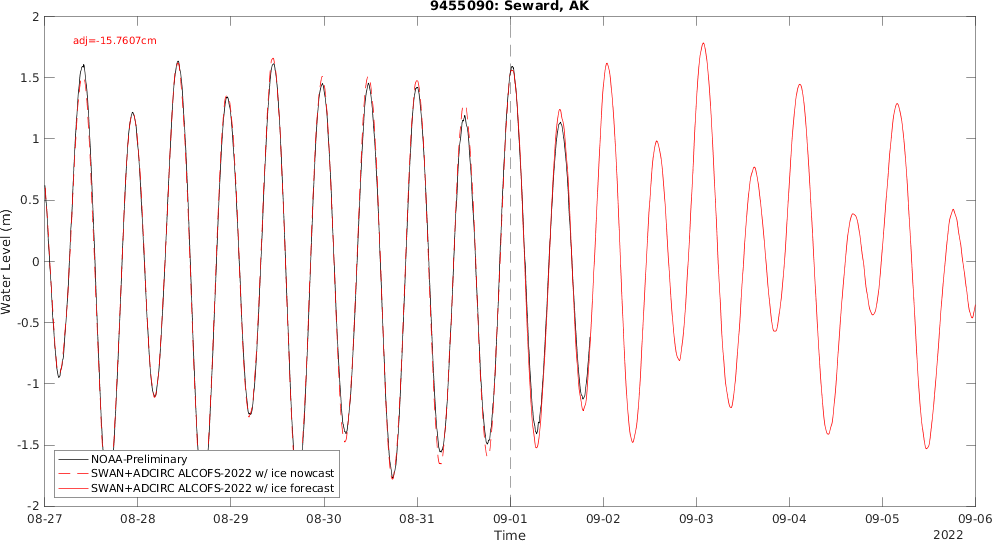 9455090: Seward, AK
adj=-15.7607cm
Water Level (m)
2
1.5
1
0.5
0
-0.5
-1
-1.5
-2
NOAA-Preliminary
SWAN+ADCIRC ALCOFS-2022 w/ ice nowcast
SWAN+ADCIRC ALCOFS-2022 w/ ice forecast
08-27 08-28 08-29 08-30 08-31 09-01 09-02 09-03 09-04 09-05 09-06
Time
2022